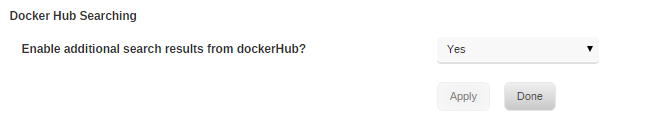 Docker Hub Searching
Enable additional search results from dockerHub? Yes
Apply Done